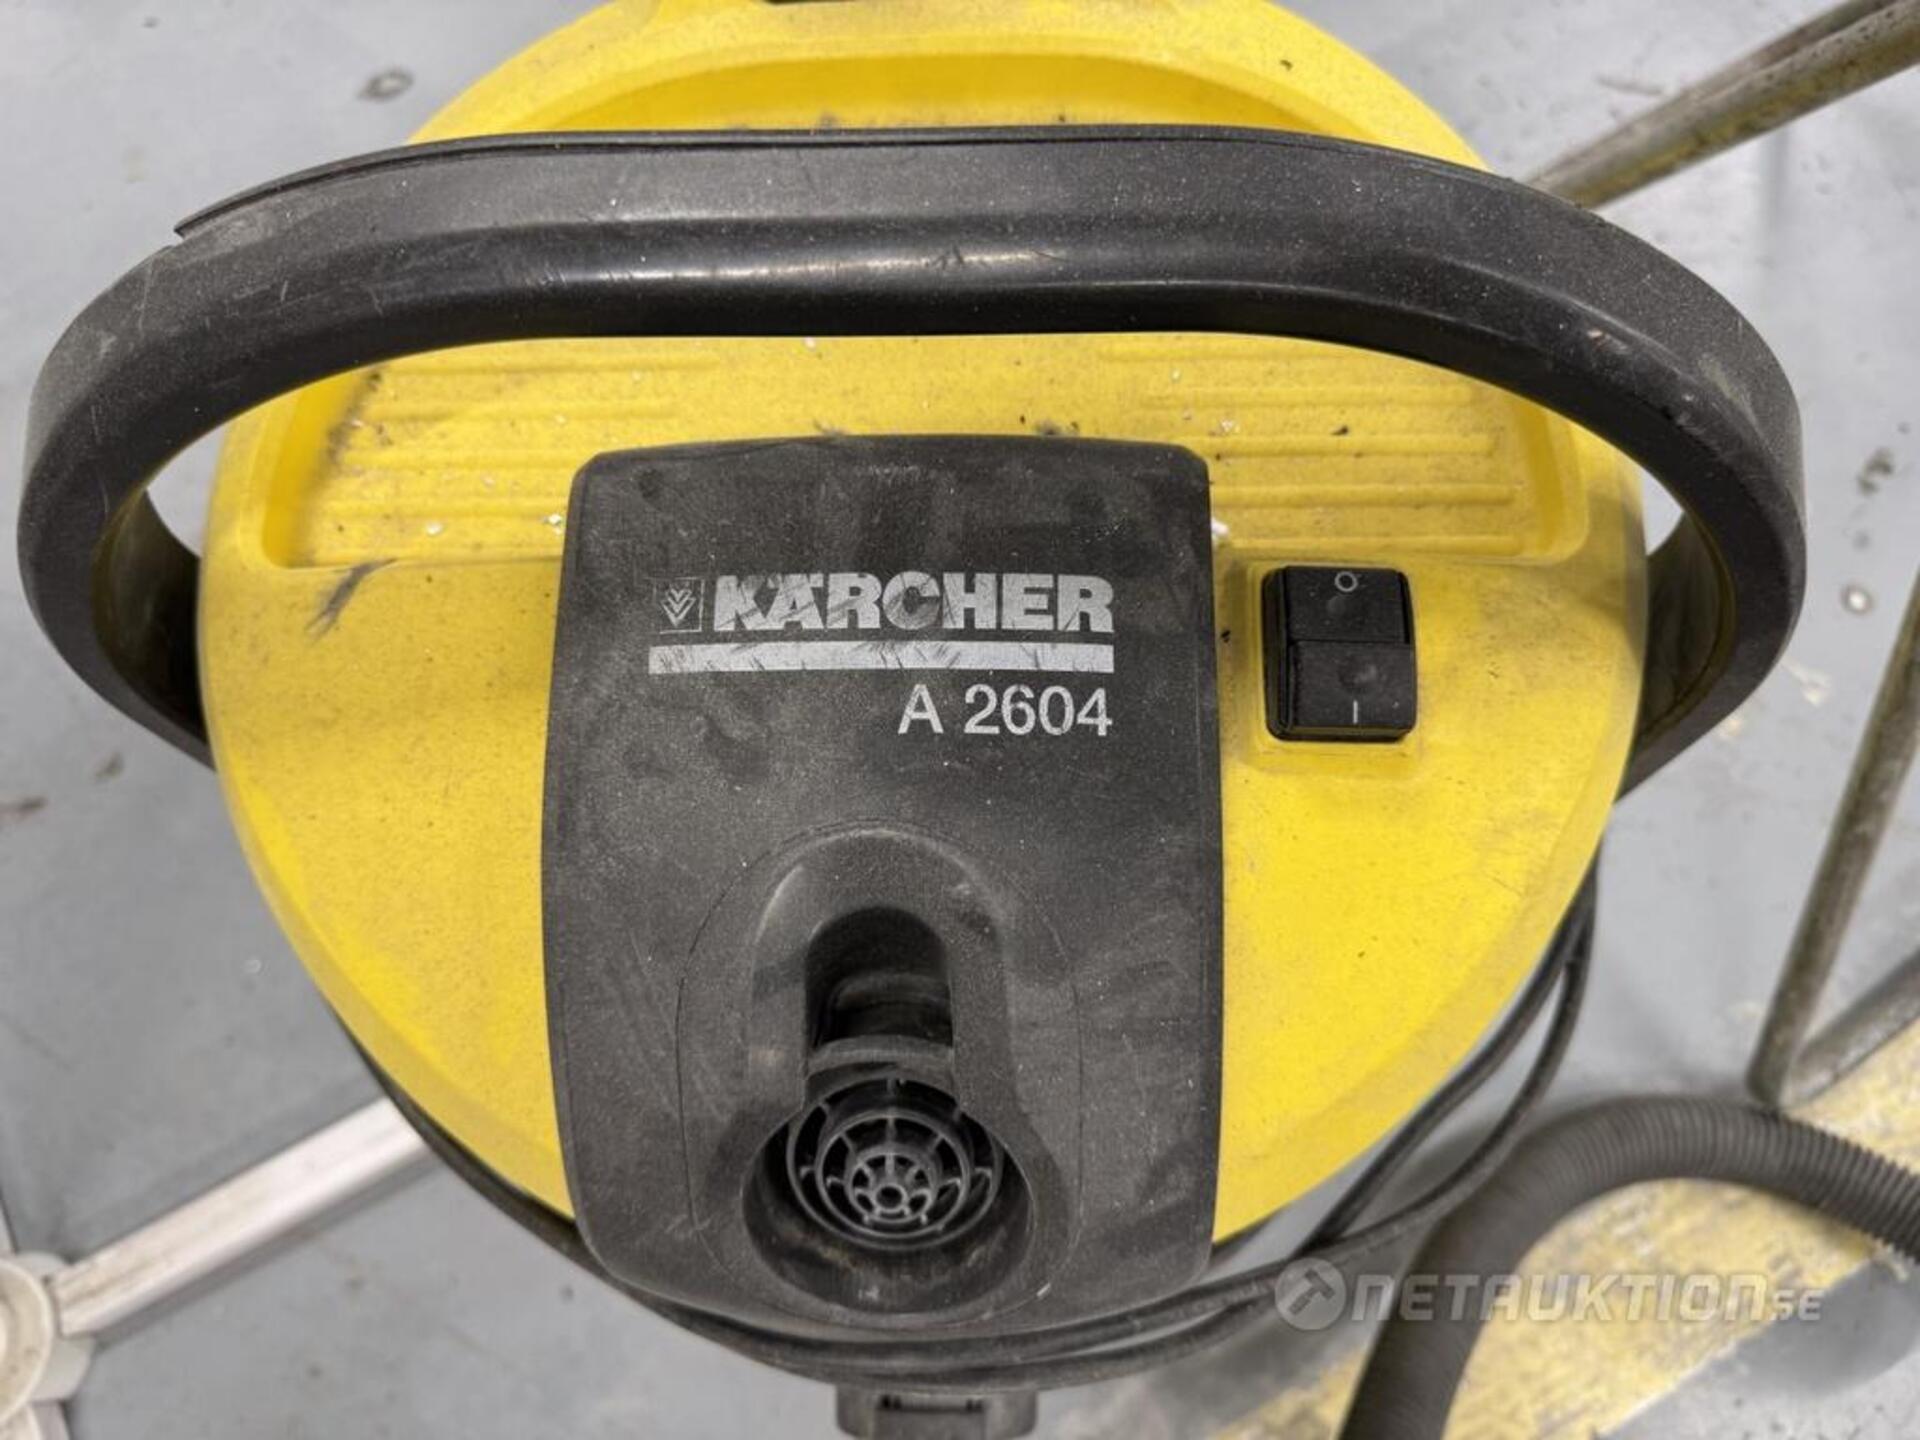 KÄRCHER
A 2604
O
I
NETAUKTION.SE